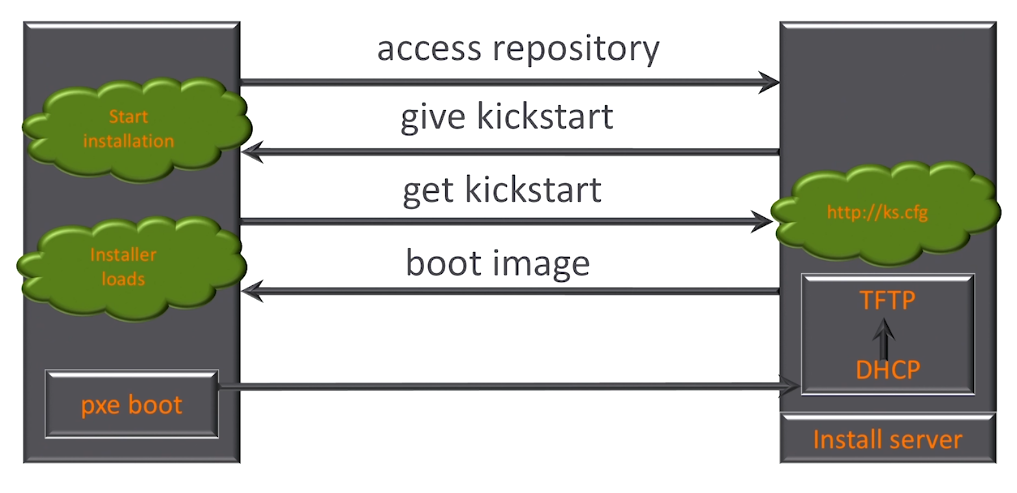 access repository
Start
installation
give kickstart
get kickstart
http://ks.cfg
Installer
loads
boot image
TFTP
DHCP
pxe boot
Install server